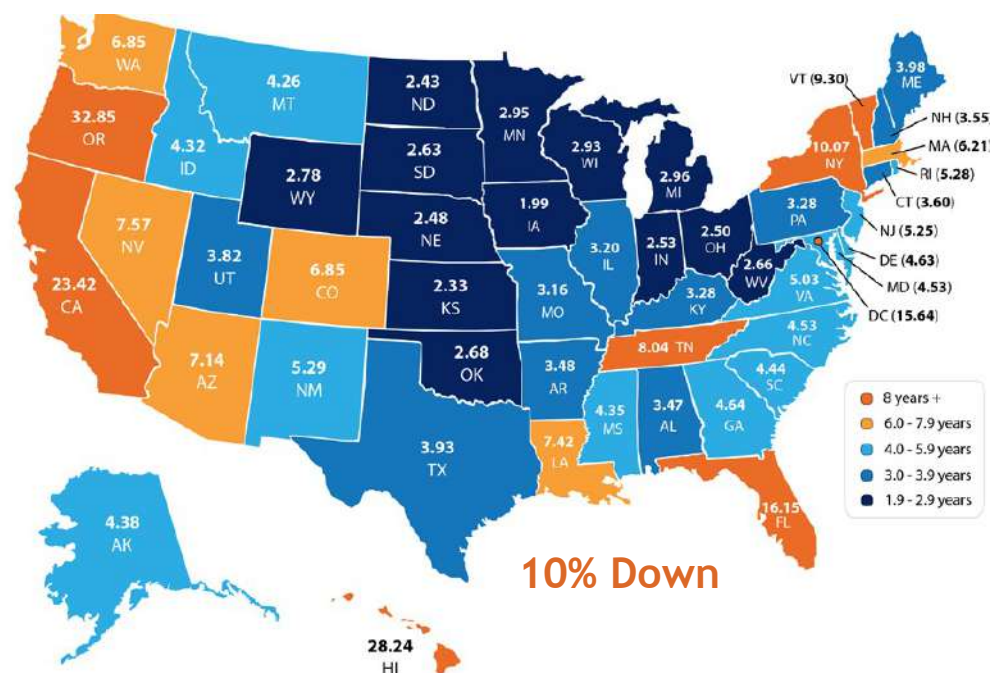 6.85
WA
32.85
OR
23.42
CA
7.57
NV
4.32
ID
4.26
MT
2.78
WY
3.82
UT
6.85
CO
7.14
AZ
5.29
NM
2.43
ND
2.63
SD
2.48
NE
2.33
KS
2.68
OK
3.93
TX
2.95
MN
1.99
IA
3.16
MO
3.48
AR
7.42
LA
2.93
WI
3.20
IL
2.96
MI
2.53
IN
2.50
OH
3.28
KY
8.04 TN
4.35
MS
3.47
AL
4.64
GA
16.15
FL
4.44
SC
4.53
NC
5.03
VA
2.66
WV
3.28
PA
10.07
NY
VT (9.30)
3.98
ME
NH (3.55)
MA (6.21)
RI (5.28)
CT (3.60)
NJ (5.25)
DE (4.63)
MD (4.53)
DC (15.64)
8 years +
6.0 - 7.9 years
4.0 - 5.9 years
3.0 - 3.9 years
1.9 - 2.9 years
4.38
AK
28.24
HI
10% Down